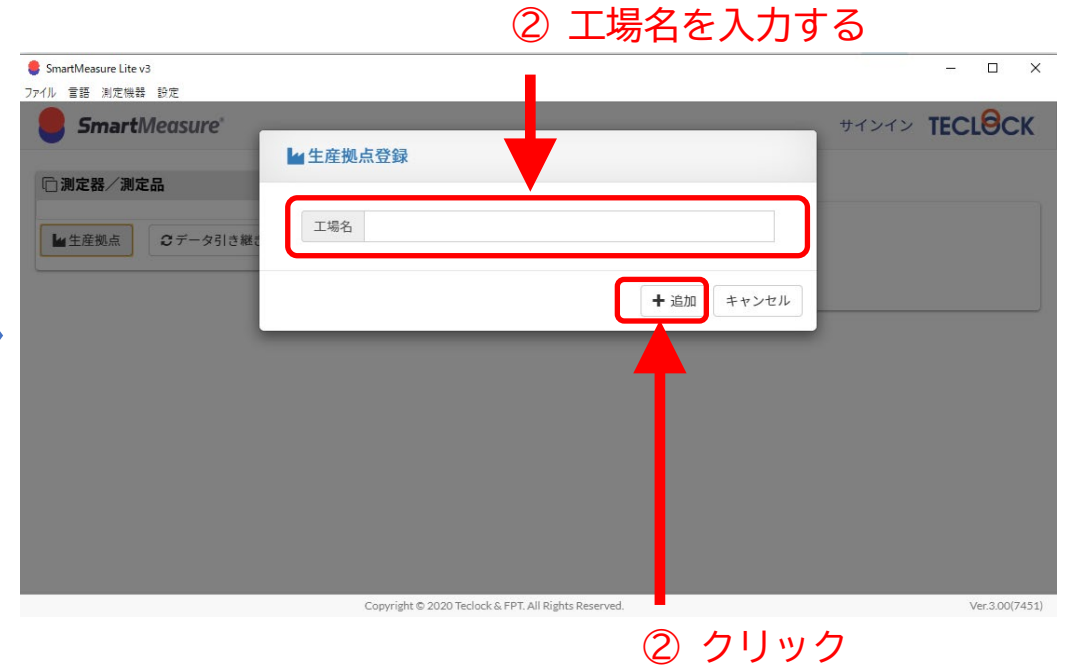 ② 工場名を入力する
SmartMeasure Lite v3
ファイル 言語 測定機器 設定
SmartMeasure®
サインイン TECLOCK
生産拠点登録
測定器/測定品
工場名
生産拠点 データ引き継
追加 キャンセル
Copyright © 2020 Teclock & FPT. All Rights Reserved.
Ver.3.00(7451)
② クリック